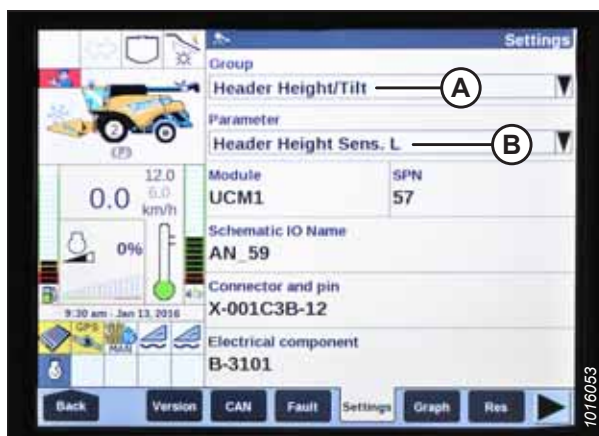 Settings
Group
Header Height/Tilt
A
Parameter
Header Height Sens. L
B
Module
SPN
UCM1
57
Schematic IO Name
AN_59
Connector and pin
X-001C3B-12
Electrical component
B-3101
2
(P)
12.0
6.0
0.0
km/h
0%
F
9:30 am - Jan 13, 2016
GPS
MAN
Back
Version
CAN
Fault
Settings
Graph
Res
1016053